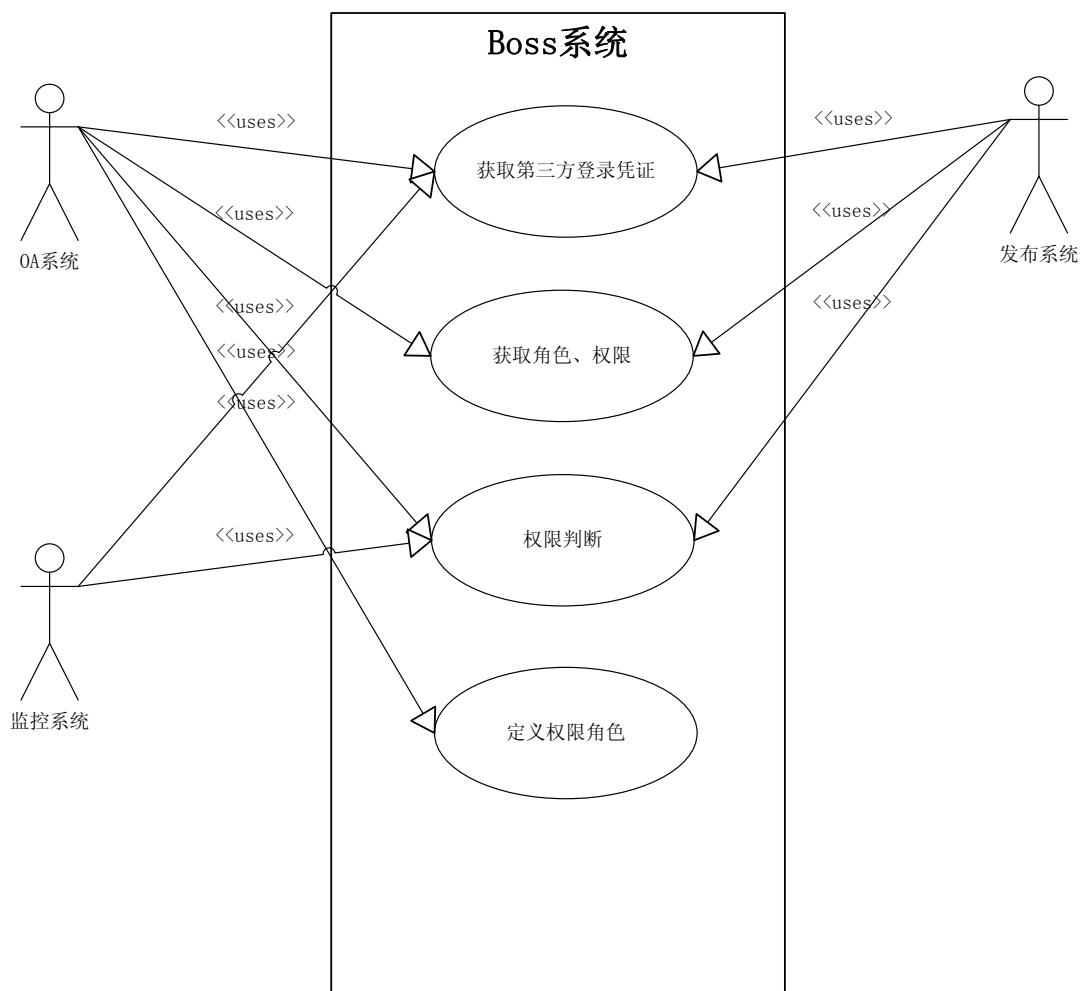 Boss系统
<<uses>>
<<uses>>
获取第三方登录凭证
<<uses>>
<<uses>>
OA系统
发布系统
<<uses>>
<<uses>>
<<uses>>
获取角色、权限
<<uses>>
<<uses>>
权限判断
监控系统
定义权限角色